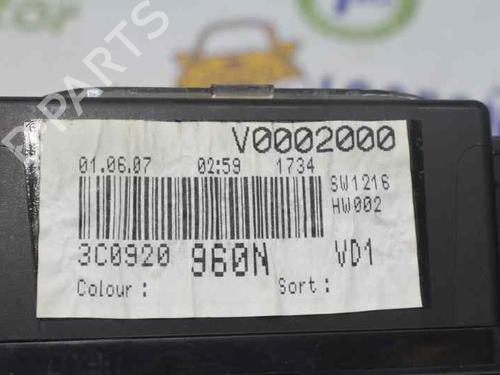 B-PARTS
V0002000
01.06.07 02:59 1734
SW1216
HW002
3C0920 960N VD1
Colour : Sort :